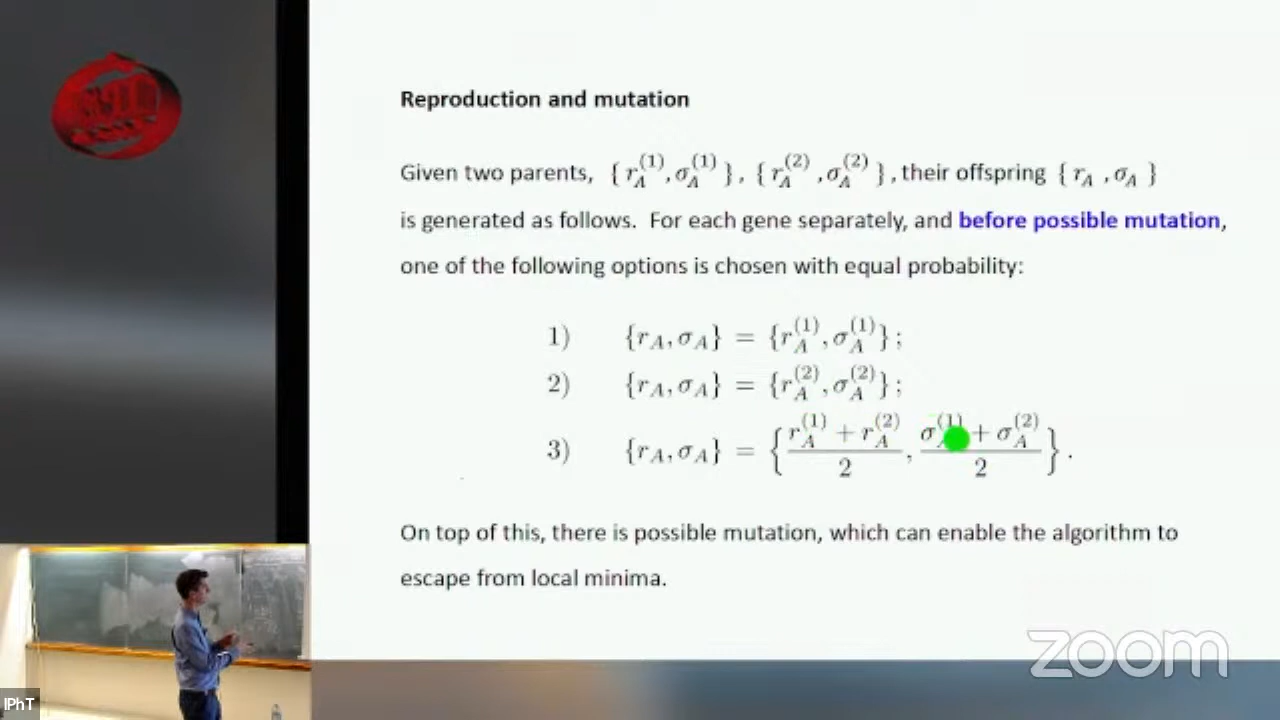 Reproduction and mutation
Given two parents, { r_A^{(1)}, σ_A^{(1)} }, { r_A^{(2)}, σ_A^{(2)} }, their offspring { r_A, σ_A }
is generated as follows. For each gene separately, and before possible mutation,
one of the following options is chosen with equal probability:
1) {r_A, σ_A} = {r_A^{(1)}, σ_A^{(1)}};
2) {r_A, σ_A} = {r_A^{(2)}, σ_A^{(2)}};
3) {r_A, σ_A} = { \frac{r_A^{(1)} + r_A^{(2)}}{2}, \frac{σ_A^{(1)} + σ_A^{(2)}}{2} }.
On top of this, there is possible mutation, which can enable the algorithm to
escape from local minima.
zoom
IPhT